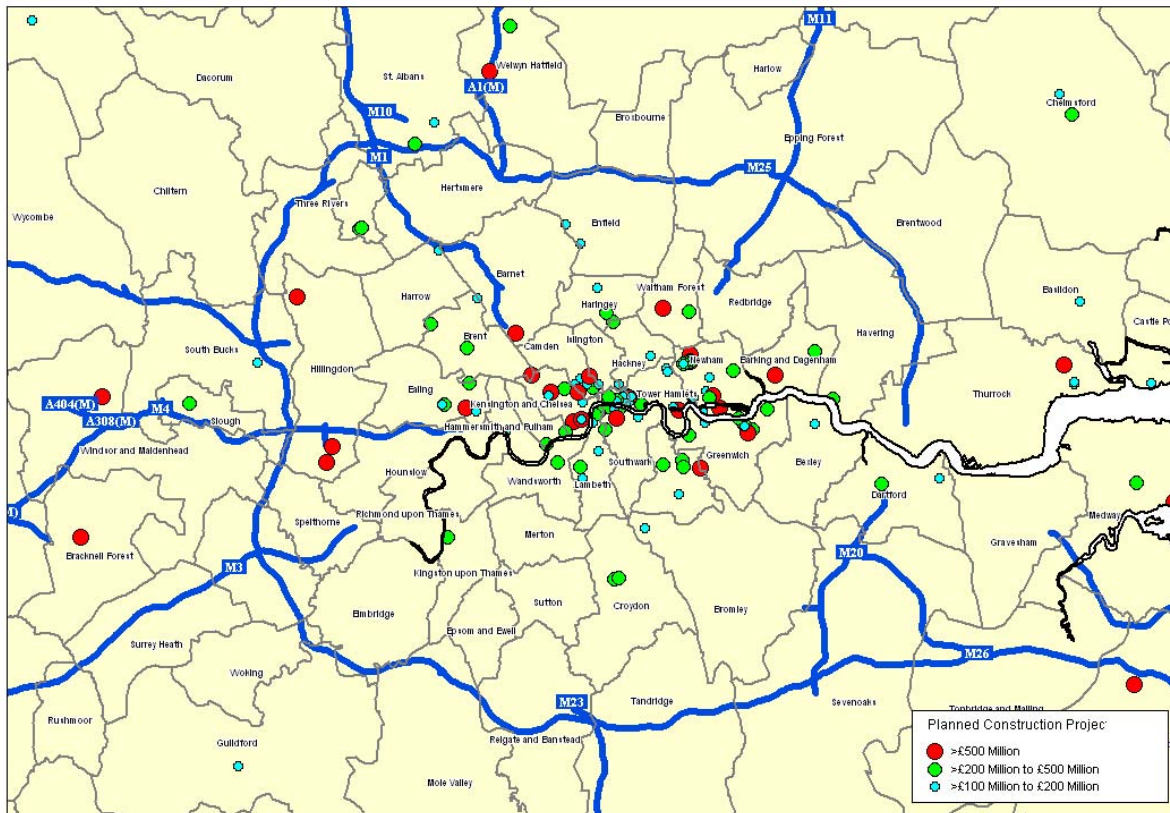 M11
Dacorum
St. Albans
Welwyn Hatfield
Harlow
A1(M)
Chelmsford
M10
Broxbourne
Epping Forest
M1
M25
Chiltern
Hertsmere
Three Rivers
Wycombe
Enfield
Brentwood
Barnet
Basildon
Waltham Forest
Harrow
Haringey
Redbridge
Castle Po
Havering
Brent
Islington
Camden
South Bucks
Hackney
Newham
Barking and Dagenham
Hillingdon
Ealing
Tower Hamlets
Thurrock
A404(M)
Kensington and Chelsea
M4
A308(M)
Slough
Hammersmith and Fulham
Windsor and Maidenhead
Hounslow
Southwark
Greenwich
Bexley
Wandsworth
Lambeth
Dartford
M)
Richmond upon Thames
Spelthorne
Medway
Merton
Gravesham
Bracknell Forest
M20
M3
Kingston upon Thames
Sutton
Croydon
Bromley
Elmbridge
Epsom and Ewell
Surrey Heath
M26
Woking
M23
Tandridge
Sevenoaks
Tonbridge and Malling
Rushmoor
Reigate and Banstead
Guildford
Mole Valley
Planned Construction Projec
>£500 Million
>£200 Million to £500 Million
>£100 Million to £200 Million